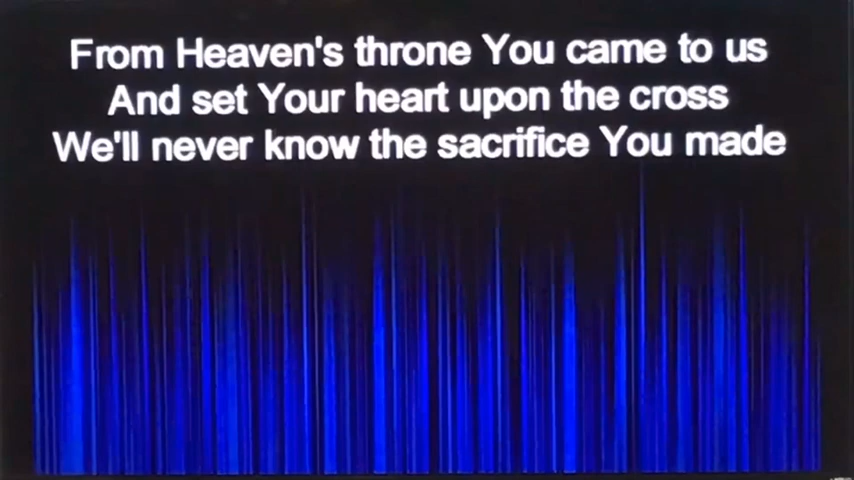 From Heaven's throne You came to us
And set Your heart upon the cross
We'll never know the sacrifice You made